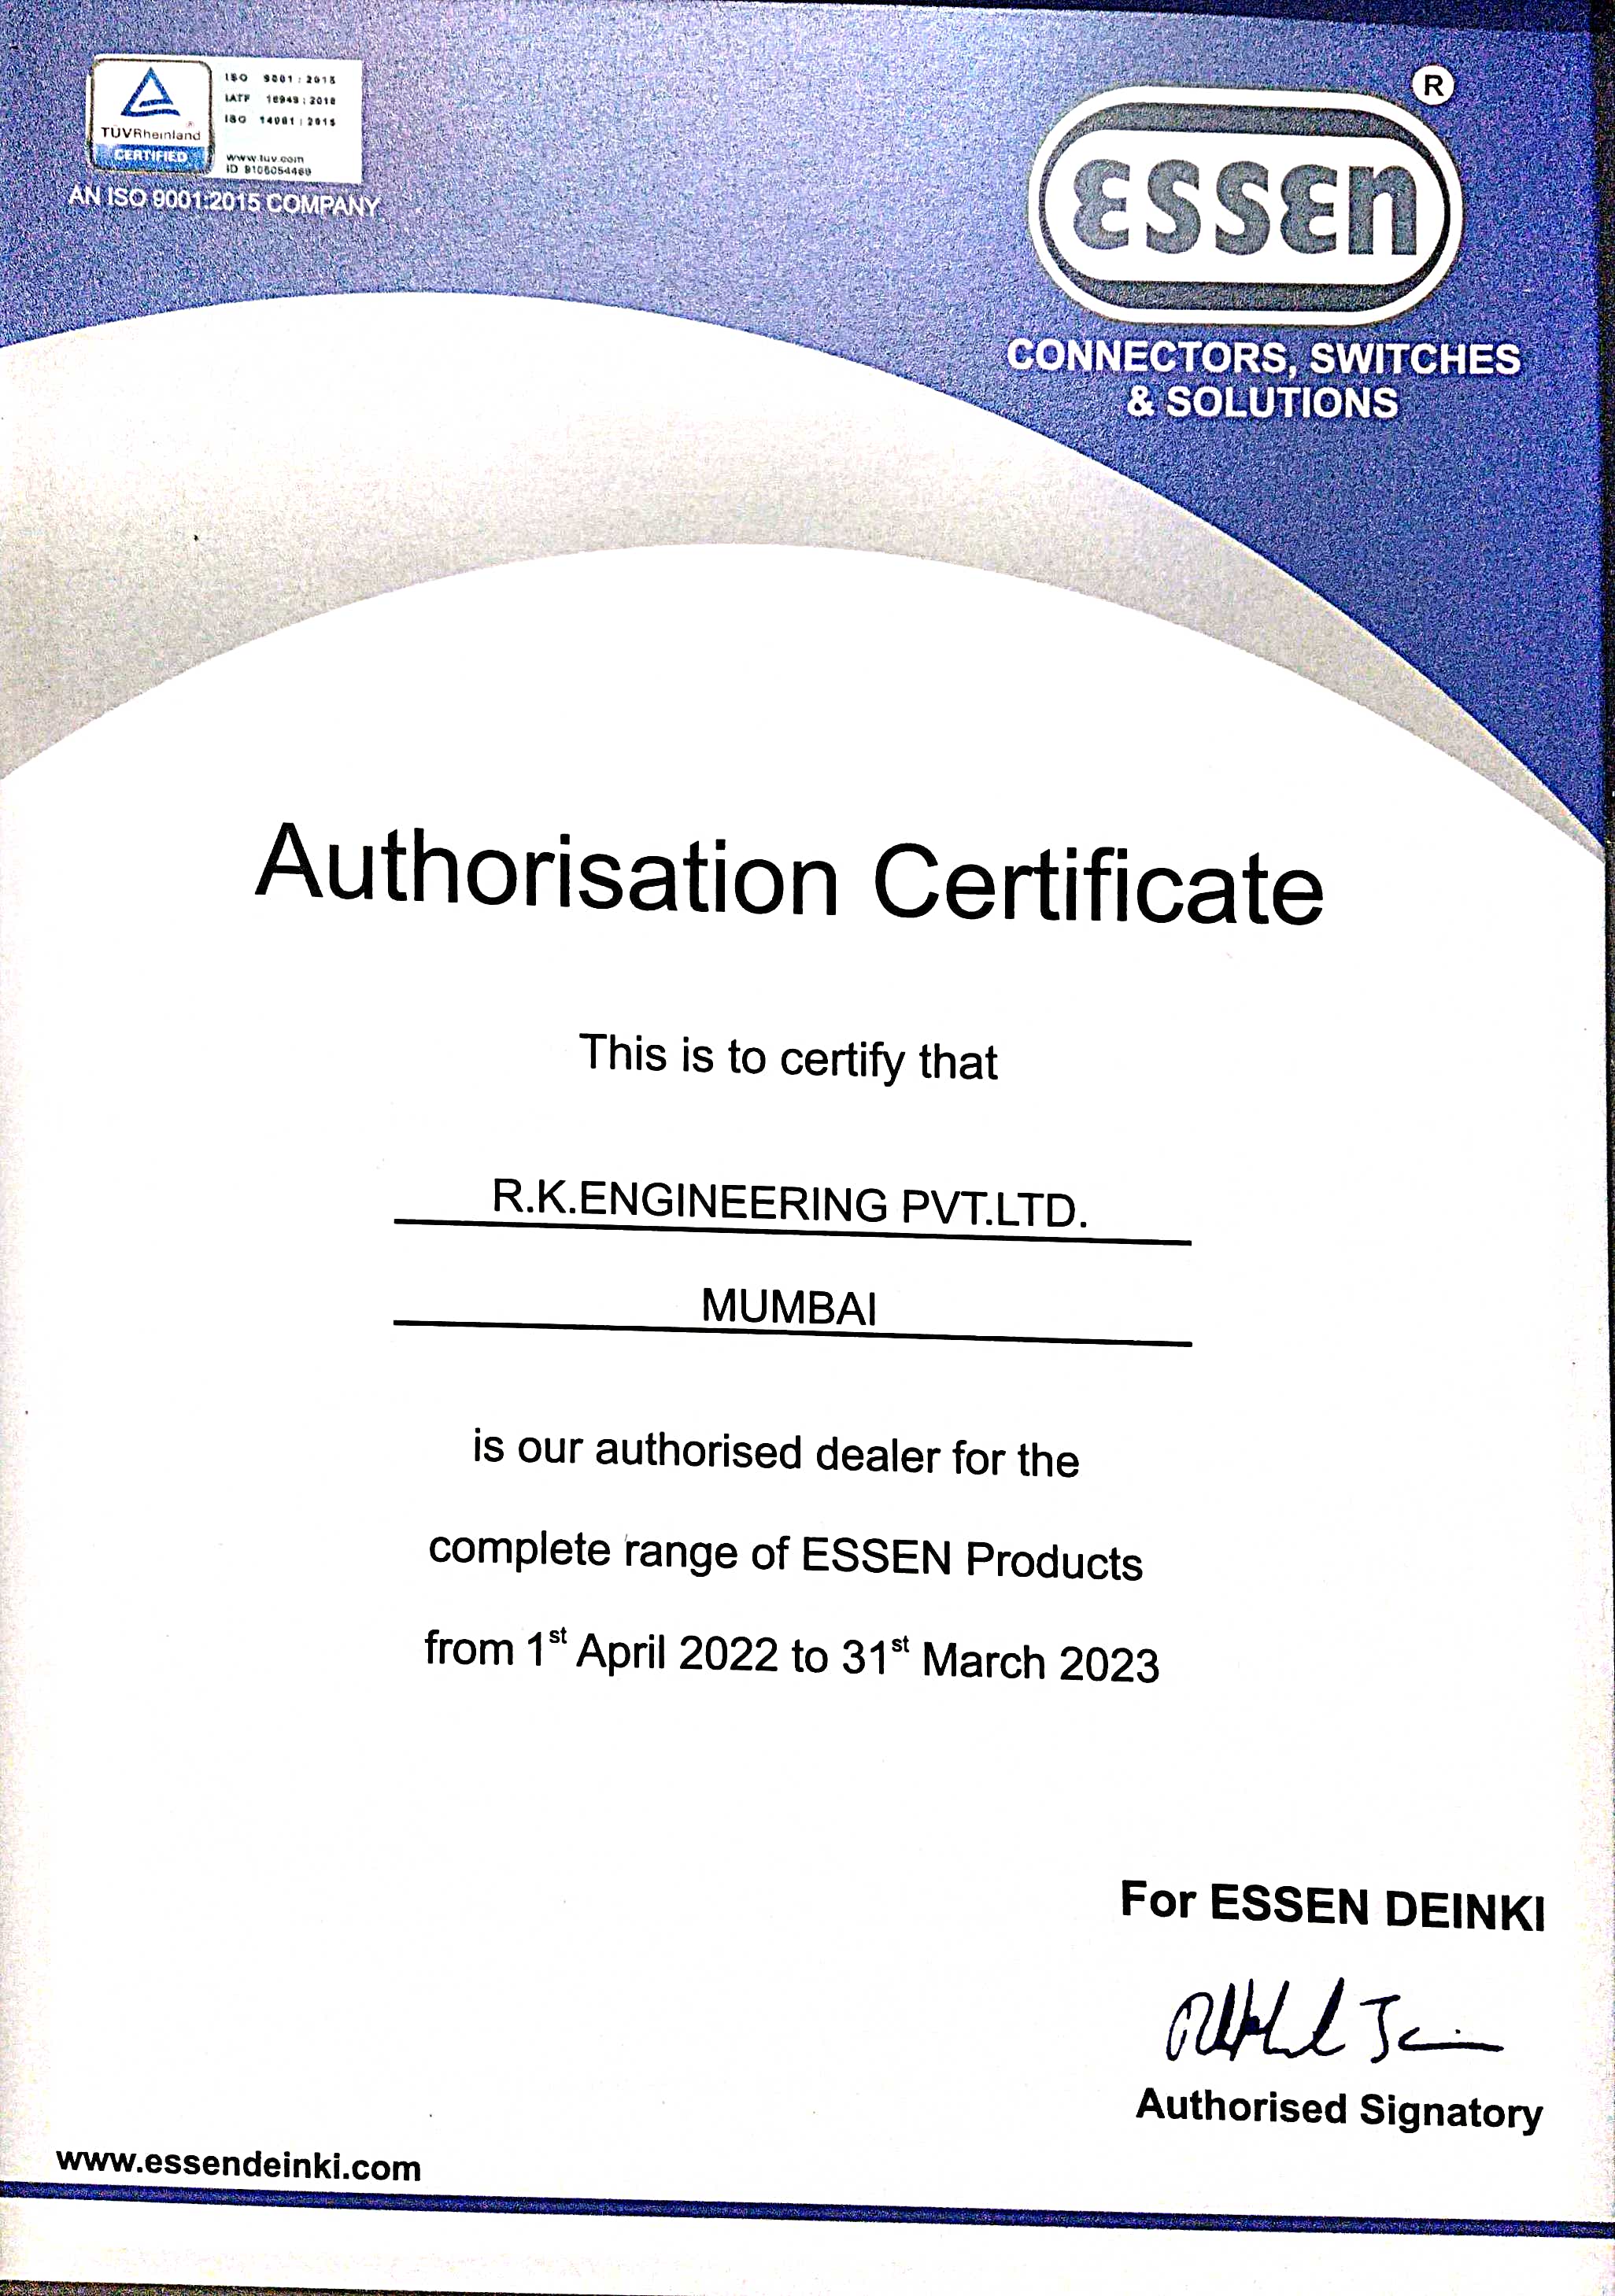 ISO 9001 : 2015
IATF 16949 : 2016
ISO 14001 : 2015
TÜVRheinland
CERTIFIED
www.tuv.com
ID 9105054469
AN ISO 9001:2015 COMPANY
R
ESSEN
CONNECTORS, SWITCHES
& SOLUTIONS
Authorisation Certificate
This is to certify that
R.K.ENGINEERING PVT.LTD.
MUMBAI
is our authorised dealer for the
complete range of ESSEN Products
from 1st April 2022 to 31st March 2023
For ESSEN DEINKI
Authorised Signatory
www.essendeinki.com